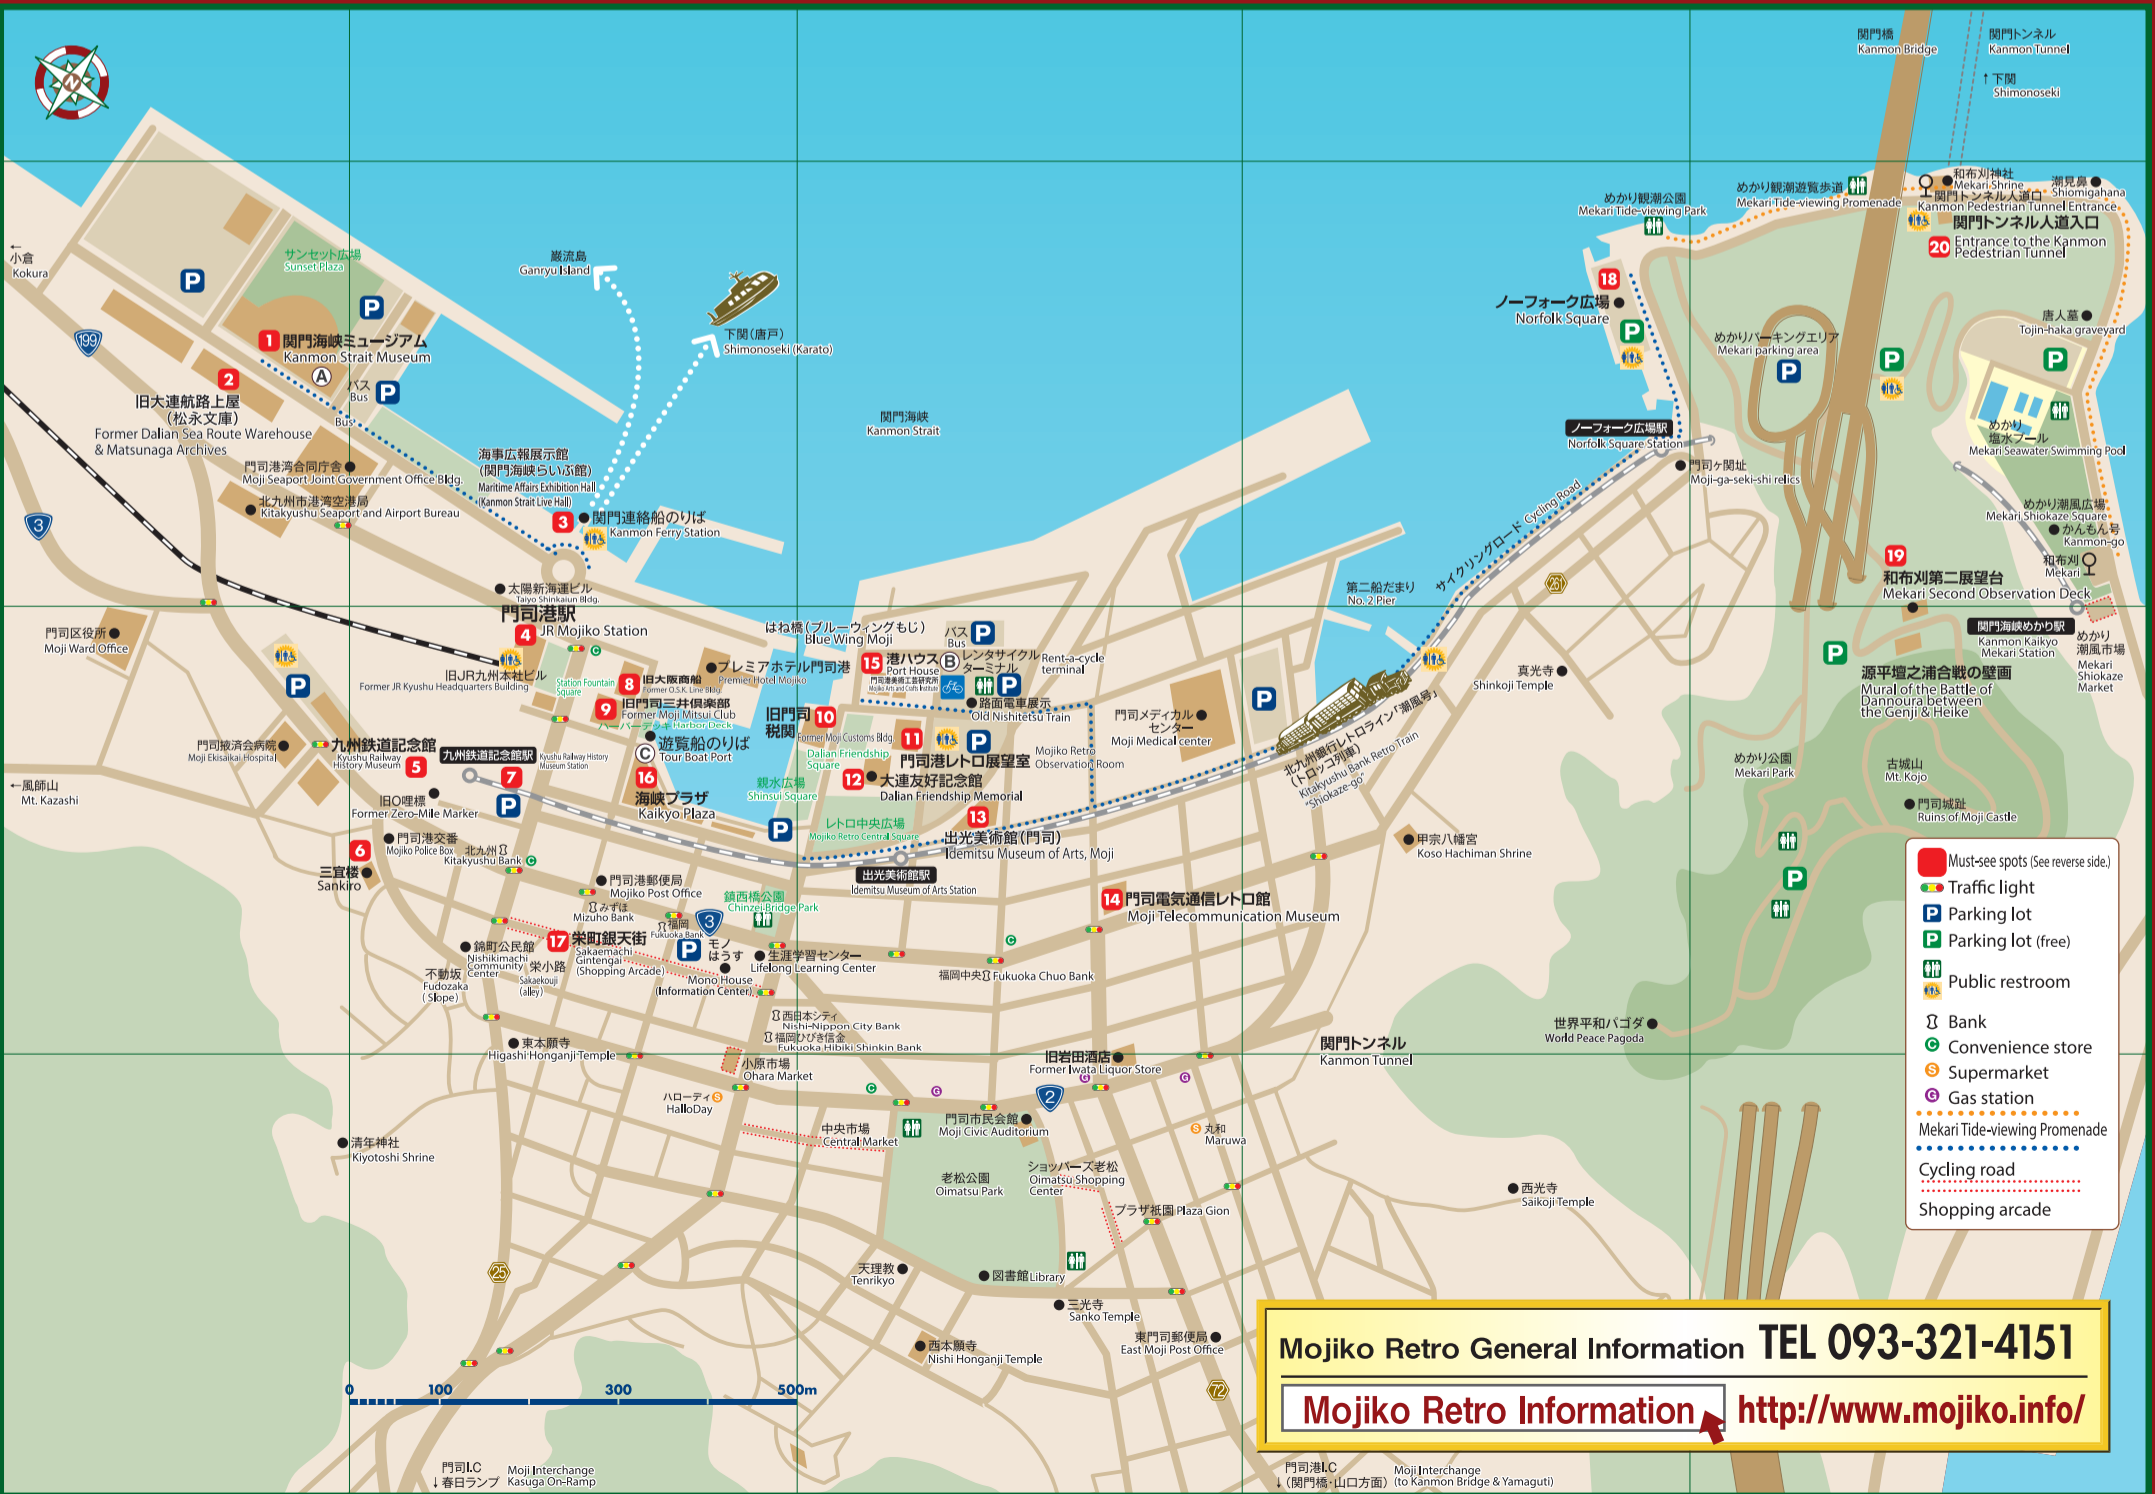 関門橋
Kanmon Bridge
関門トンネル
Kanmon Tunnel
↑下関
Shimonoseki
N
←
小倉
Kokura
199
3
サンセット広場
Sunset Plaza
P
P
1 関門海峡ミュージアム
Kanmon Strait Museum
A
バス
Bus
P
Bus
2
旧大連航路上屋
(松永文庫)
Former Dalian Sea Route Warehouse
& Matsunaga Archives
門司港湾合同庁舎
Moji Seaport Joint Government Office Bldg.
北九州市港湾空港局
Kitakyushu Seaport and Airport Bureau
巌流島
Ganryu Island
下関(唐戸)
Shimonoseki (Karato)
関門海峡
Kanmon Strait
海事広報展示館
(関門海峡らいぶ館)
Maritime Affairs Exhibition Hall
(Kanmon Strait Live Hall)
3 関門連絡船のりば
Kanmon Ferry Station
太陽新海運ビル
Taiyo Shinkaiun Bldg.
門司港駅
4 JR Mojiko Station
旧JR九州本社ビル
Former JR Kyushu Headquarters Building
Station Fountain
Square
門司区役所
Moji Ward Office
P
門司掖済会病院
Moji Ekisaikai Hospital
←風師山
Mt. Kazashi
九州鉄道記念館
Kyushu Railway
History Museum
5
九州鉄道記念館駅
Kyushu Railway History
Museum Station
7
P
旧0哩標
Former Zero-Mile Marker
6
三宜楼
Sankiro
門司港交番
Mojiko Police Box
北九州
Kitakyushu Bank
C
8 旧大阪商船
Former O.S.K. Line Bldg.
9 旧門司三井倶楽部
Former Moji Mitsui Club
ハーバーデッキ Harbor Deck
プレミアホテル門司港
Premier Hotel Mojiko
C
遊覧船のりば
Tour Boat Port
16
海峡プラザ
Kaikyo Plaza
はね橋(ブルーウィングもじ)
Blue Wing Moji
15 港ハウス
Port House
門司港美術工芸研究所
Mojiko Arts and Crafts Institute
バス
Bus
P
B レンタサイクル
ターミナル
Rent-a-cycle
terminal
P
路面電車展示
Old Nishitetsu Train
旧門司
税関
10
Former Moji Customs Bldg.
11
P
門司港レトロ展望室
Mojiko Retro
Observation Room
Dalian Friendship
Square
12 大連友好記念館
Dalian Friendship Memorial
親水広場
Shinsui Square
P
レトロ中央広場
Mojiko Retro Central Square
13
出光美術館(門司)
Idemitsu Museum of Arts, Moji
出光美術館駅
Idemitsu Museum of Arts Station
門司メディカル
センター
Moji Medical center
P
北九州銀行レトロライン「潮風号」
(トロッコ列車)
Kitakyushu Bank Retro Train
"Shiokaze-go"
第二船だまり
No. 2 Pier
サイクリングロード Cycling Road
261
真光寺
Shinkoji Temple
甲宗八幡宮
Koso Hachiman Shrine
14 門司電気通信レトロ館
Moji Telecommunication Museum
門司港郵便局
Mojiko Post Office
みずほ
Mizuho Bank
福岡
Fukuoka Bank
3
P
鎮西橋公園
Chinzei Bridge Park
モノ
はうす
Mono House
(Information Center)
生涯学習センター
Lifelong Learning Center
17 栄町銀天街
Sakaemachi
Gintengai
(Shopping Arcade)
錦町公民館
Nishikimachi
Community
Center
不動坂
Fudozaka
(Slope)
栄小路
Sakaekouji
(alley)
東本願寺
Higashi Honganji Temple
西日本シティ
Nishi-Nippon City Bank
福岡ひびき信金
Fukuoka Hibiki Shinkin Bank
福岡中央 Fukuoka Chuo Bank
C
小原市場
Ohara Market
ハローデイ S
HalloDay
C
G
旧岩田酒店
Former Iwata Liquor Store
G
G
2
門司市民会館
Moji Civic Auditorium
中央市場
Central Market
老松公園
Oimatsu Park
ショッパーズ老松
Oimatsu Shopping
Center
S 丸和
Maruwa
プラザ祇園 Plaza Gion
関門トンネル
Kanmon Tunnel
清年神社
Kiyotoshi Shrine
25
天理教
Tenrikyo
図書館 Library
三光寺
Sanko Temple
西本願寺
Nishi Honganji Temple
東門司郵便局
East Moji Post Office
72
西光寺
Saikoji Temple
世界平和パゴダ
World Peace Pagoda
めかり観潮公園
Mekari Tide-viewing Park
めかり観潮遊覧歩道
Mekari Tide-viewing Promenade
和布刈神社
Mekari Shrine
潮見鼻
Shiomigahana
関門トンネル人道口
Kanmon Pedestrian Tunnel Entrance
関門トンネル人道入口
20 Entrance to the Kanmon
Pedestrian Tunnel
18
ノーフォーク広場
Norfolk Square
P
めかりパーキングエリア
Mekari parking area
P
P
唐人墓
Tojin-haka graveyard
P
めかり
塩水プール
Mekari Seawater Swimming Pool
ノーフォーク広場駅
Norfolk Square Station
門司ヶ関址
Moji-ga-seki-shi relics
めかり潮風広場
Mekari Shiokaze Square
かんもん号
Kanmon-go
和布刈
Mekari
19
和布刈第二展望台
Mekari Second Observation Deck
関門海峡めかり駅
Kanmon Kaikyo
Mekari Station
めかり
潮風市場
Mekari
Shiokaze
Market
P
源平壇之浦合戦の壁画
Mural of the Battle of
Dannoura between
the Genji & Heike
めかり公園
Mekari Park
古城山
Mt. Kojo
門司城趾
Ruins of Moji Castle
P
Must-see spots (See reverse side.)
Traffic light
P Parking lot
P Parking lot (free)
Public restroom
Bank
C Convenience store
S Supermarket
G Gas station
Mekari Tide-viewing Promenade
Cycling road
Shopping arcade
0 100 300 500m
門司I.C
↓春日ランプ
Moji Interchange
Kasuga On-Ramp
門司港I.C
↓(関門橋・山口方面)
Moji Interchange
(to Kanmon Bridge & Yamaguti)
Mojiko Retro General Information TEL 093-321-4151
Mojiko Retro Information http://www.mojiko.info/